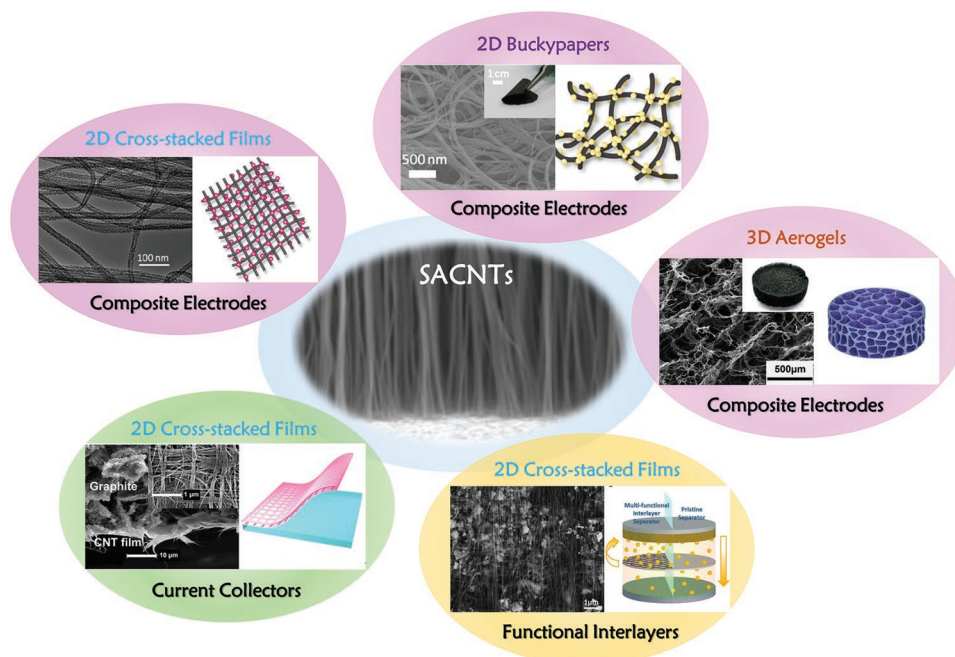 2D Buckypapers
1 cm
500 nm
Composite Electrodes
2D Cross-stacked Films
100 nm
Composite Electrodes
SACNTs
3D Aerogels
500μm
Composite Electrodes
2D Cross-stacked Films
Graphite
1 μm
CNT film
10 μm
Current Collectors
2D Cross-stacked Films
Multi-functional
Interlayer
Separator
Pristine
Separator
1μm
Functional Interlayers